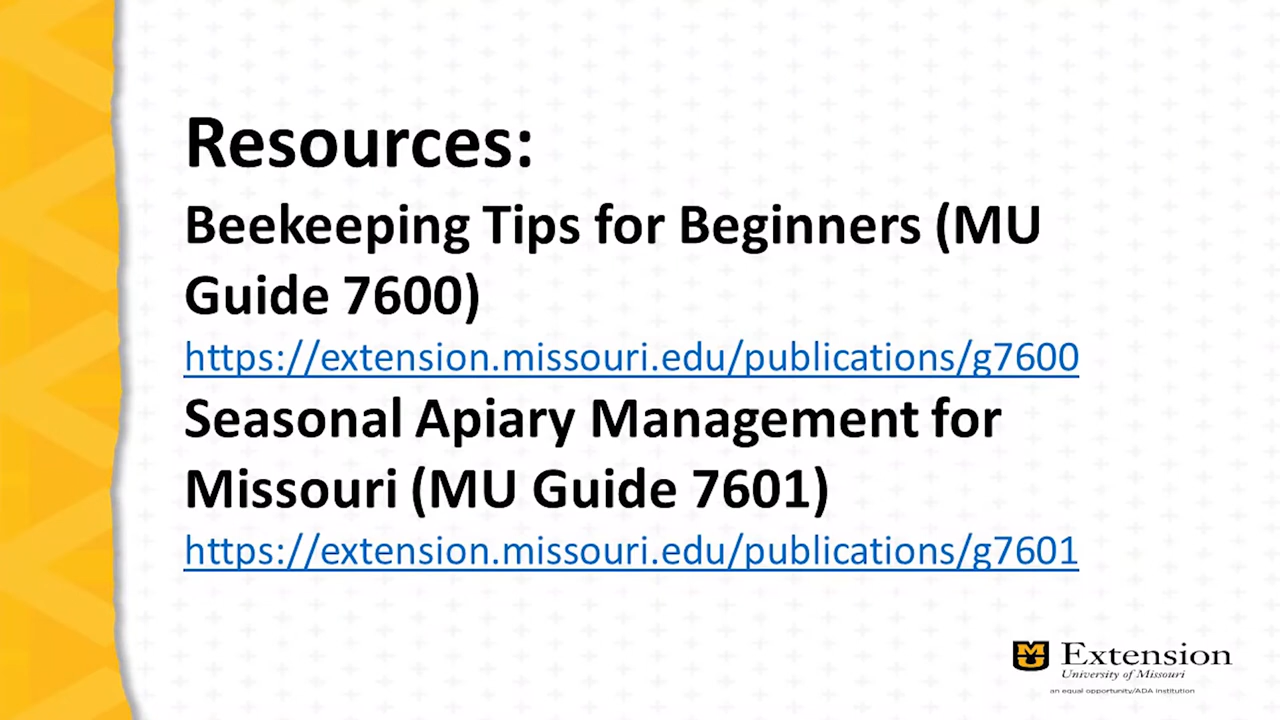 Resources:
Beekeeping Tips for Beginners (MU
Guide 7600)
https://extension.missouri.edu/publications/g7600
Seasonal Apiary Management for
Missouri (MU Guide 7601)
https://extension.missouri.edu/publications/g7601
MU Extension
University of Missouri
an equal opportunity/ADA institution